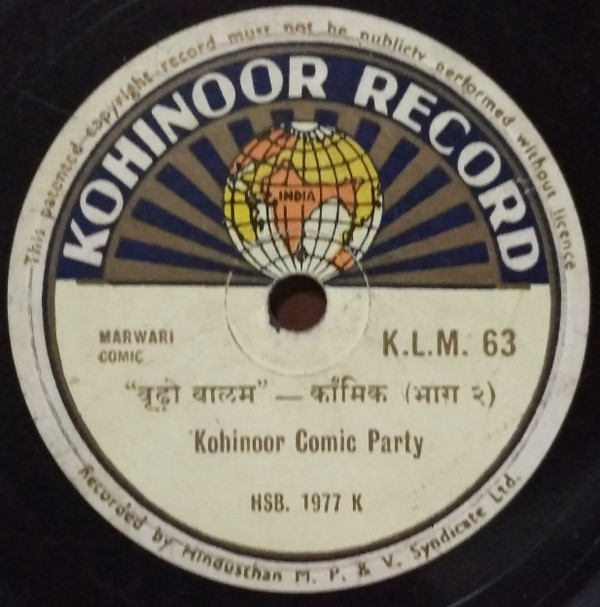 This patented copyright record must not be publicly performed without licence
KOHINOOR RECORD
INDIA
MARWARI
COMIC
K.L.M. 63
"बूढ़ो बालम" — कॉमिक (भाग २)
Kohinoor Comic Party
HSB. 1977 K
Recorded by Hindusthan M. P. & V. Syndicate Ltd.